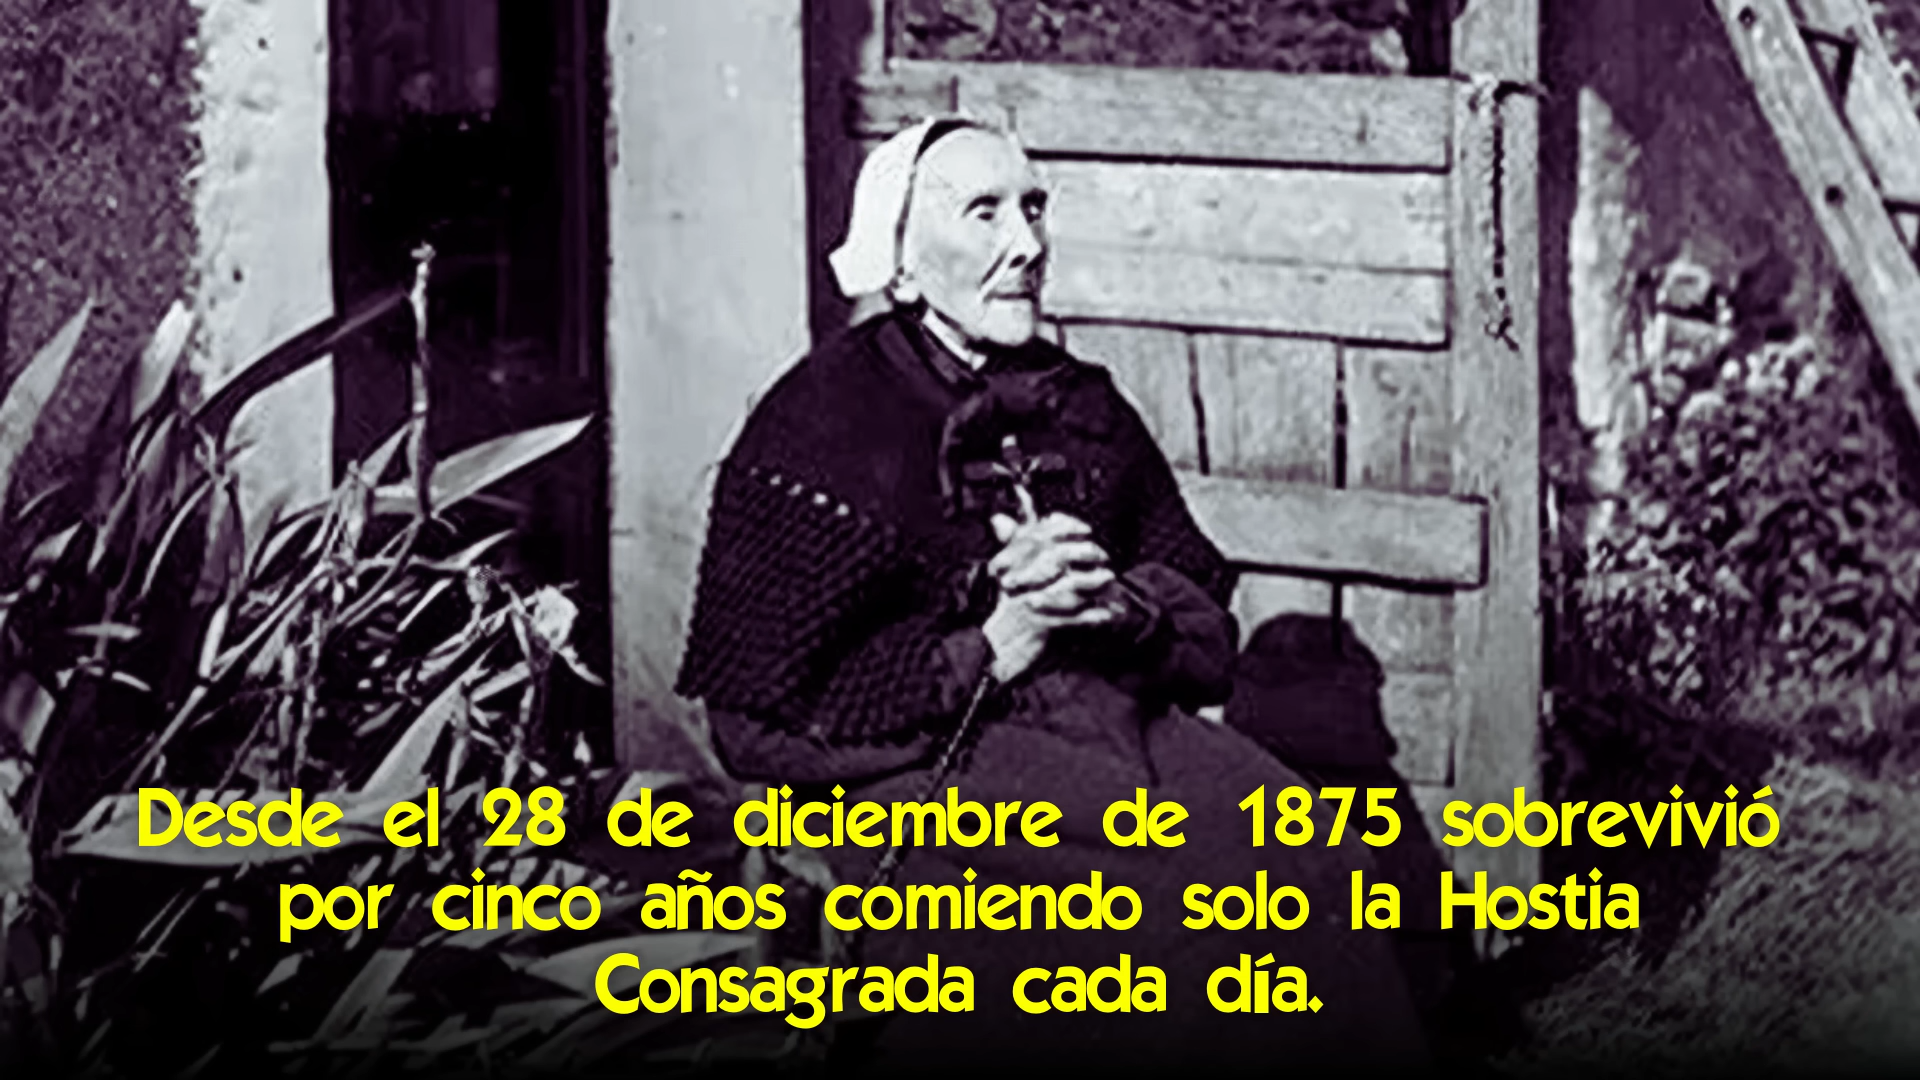 Desde el 28 de diciembre de 1875 sobrevivió
por cinco años comiendo solo la Hostia
Consagrada cada día.